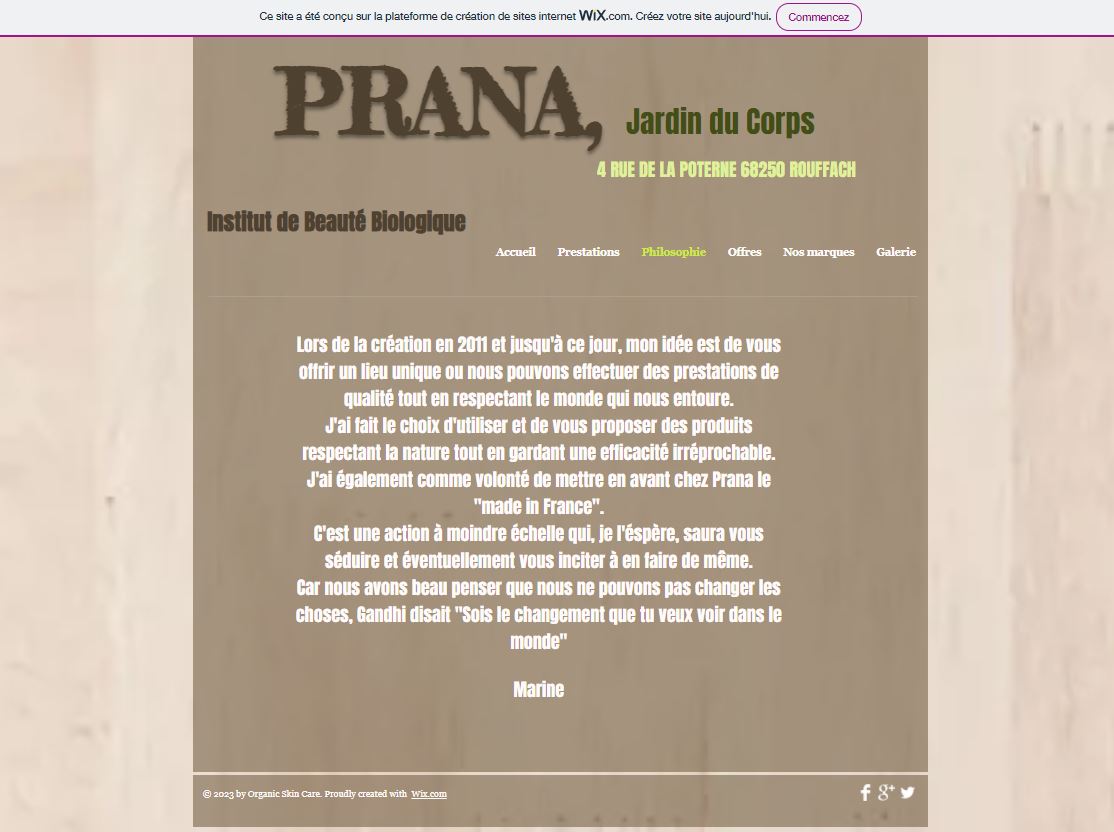 Ce site a été conçu sur la plateforme de création de sites internet WiX.com. Créez votre site aujourd'hui. Commencez
PRANA, Jardin du Corps
4 RUE DE LA POTERNE 68250 ROUFFACH
Institut de Beauté Biologique
Accueil Prestations Philosophie Offres Nos marques Galerie
Lors de la création en 2011 et jusqu'à ce jour, mon idée est de vous
offrir un lieu unique ou nous pouvons effectuer des prestations de
qualité tout en respectant le monde qui nous entoure.
J'ai fait le choix d'utiliser et de vous proposer des produits
respectant la nature tout en gardant une efficacité irréprochable.
J'ai également comme volonté de mettre en avant chez Prana le
"made in France".
C'est une action à moindre échelle qui, je l'éspère, saura vous
séduire et éventuellement vous inciter à en faire de même.
Car nous avons beau penser que nous ne pouvons pas changer les
choses, Gandhi disait "Sois le changement que tu veux voir dans le
monde"
Marine
© 2023 by Organic Skin Care. Proudly created with Wix.com